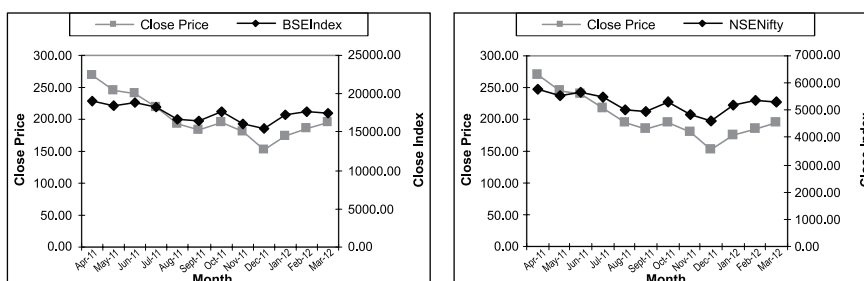 Close Price BSEIndex
300.00
250.00
200.00
150.00
100.00
50.00
0.00
Close Price
25000.00
20000.00
15000.00
10000.00
5000.00
0.00
Close Index
Apr-11 May-11 Jun-11 Jul-11 Aug-11 Sept-11 Oct-11 Nov-11 Dec-11 Jan-12 Feb-12 Mar-12
Month
Close Price NSENifty
300.00
250.00
200.00
150.00
100.00
50.00
0.00
Close Price
7000.00
6000.00
5000.00
4000.00
3000.00
2000.00
1000.00
0.00
Close Index
Apr-11 May-11 Jun-11 Jul-11 Aug-11 Sept-11 Oct-11 Nov-11 Dec-11 Jan-12 Feb-12 Mar-12
Month